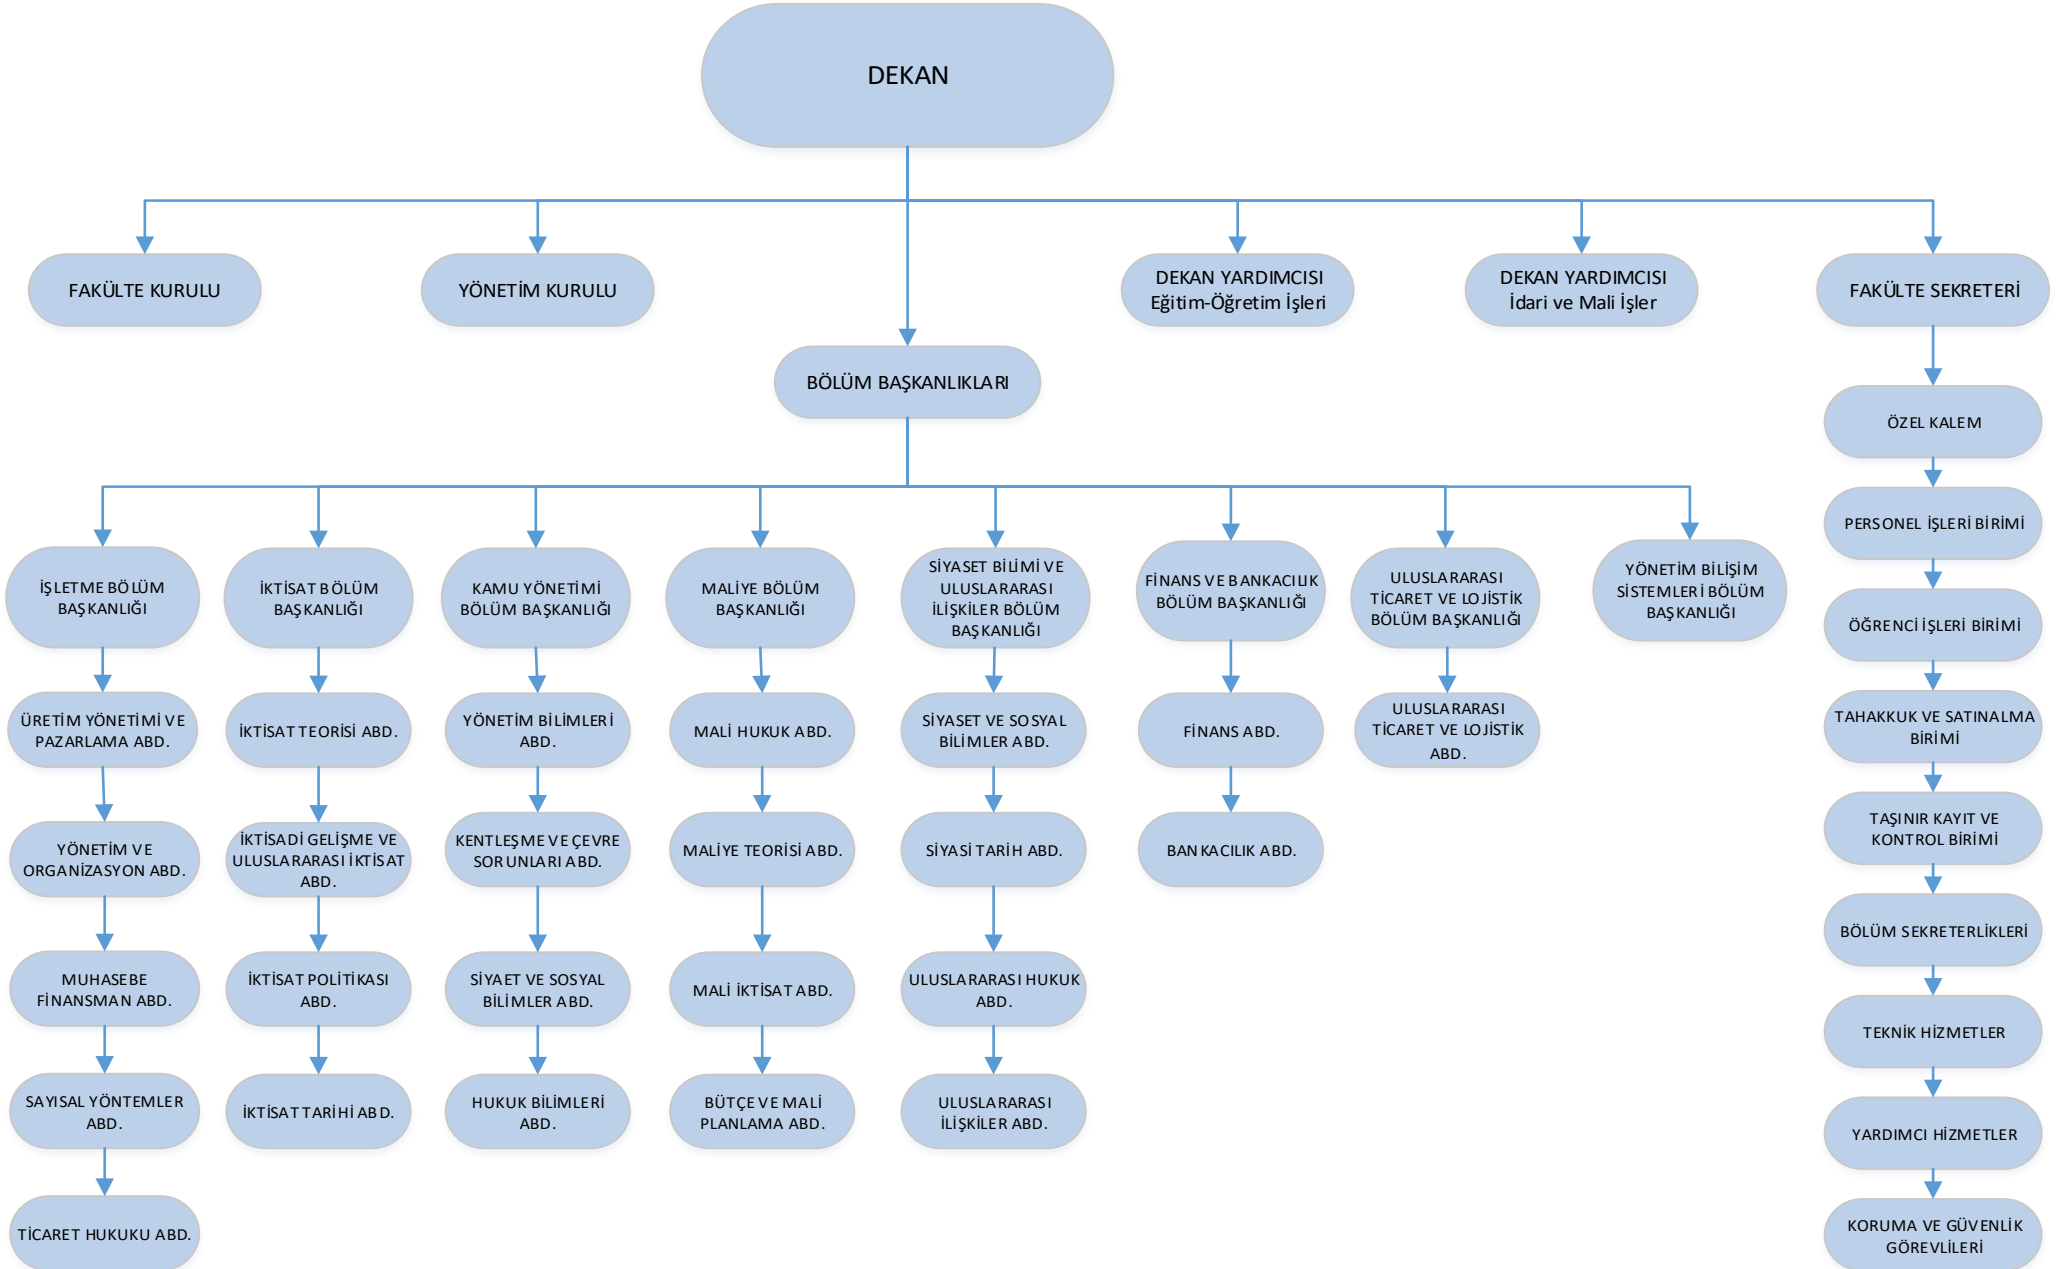 DEKAN
FAKÜLTE KURULU
YÖNETİM KURULU
DEKAN YARDIMCISI
Eğitim-Öğretim İşleri
DEKAN YARDIMCISI
İdari ve Mali İşler
FAKÜLTE SEKRETERİ
BÖLÜM BAŞKANLIKLARI
İŞLETME BÖLÜM
BAŞKANLIĞI
ÜRETİM YÖNETİMİ VE
PAZARLAMA ABD.
YÖNETİM VE
ORGANİZASYON ABD.
MUHASEBE
FİNANSMAN ABD.
SAYISAL YÖNTEMLER
ABD.
TİCARET HUKUKU ABD.
İKTİSAT BÖLÜM
BAŞKANLIĞI
İKTİSAT TEORİSİ ABD.
İKTİSADİ GELİŞME VE
ULUSLARARASI İKTİSAT
ABD.
İKTİSAT POLİTİKASI
ABD.
İKTİSAT TARİHİ ABD.
KAMU YÖNETİMİ
BÖLÜM BAŞKANLIĞI
YÖNETİM BİLİMLERİ
ABD.
KENTLEŞME VE ÇEVRE
SORUNLARI ABD.
SİYAET VE SOSYAL
BİLİMLER ABD.
HUKUK BİLİMLERİ
ABD.
MALİYE BÖLÜM
BAŞKANLIĞI
MALİ HUKUK ABD.
MALİYE TEORİSİ ABD.
MALİ İKTİSAT ABD.
BÜTÇE VE MALİ
PLANLAMA ABD.
SİYASET BİLİMİ VE
ULUSLARARASI
İLİŞKİLER BÖLÜM
BAŞKANLIĞI
SİYASET VE SOSYAL
BİLİMLER ABD.
SİYASİ TARİH ABD.
ULUSLARARASI HUKUK
ABD.
ULUSLARARASI
İLİŞKİLER ABD.
FİNANS VE BANKACILIK
BÖLÜM BAŞKANLIĞI
FİNANS ABD.
BANKACILIK ABD.
ULUSLARARASI
TİCARET VE LOJİSTİK
BÖLÜM BAŞKANLIĞI
ULUSLARARASI
TİCARET VE LOJİSTİK
ABD.
YÖNETİM BİLİŞİM
SİSTEMLERİ BÖLÜM
BAŞKANLIĞI
ÖZEL KALEM
PERSONEL İŞLERİ BİRİMİ
ÖĞRENCİ İŞLERİ BİRİMİ
TAHAKKUK VE SATINALMA
BİRİMİ
TAŞINIR KAYIT VE
KONTROL BİRİMİ
BÖLÜM SEKRETERLİKLERİ
TEKNİK HİZMETLER
YARDIMCI HİZMETLER
KORUMA VE GÜVENLİK
GÖREVLİLERİ